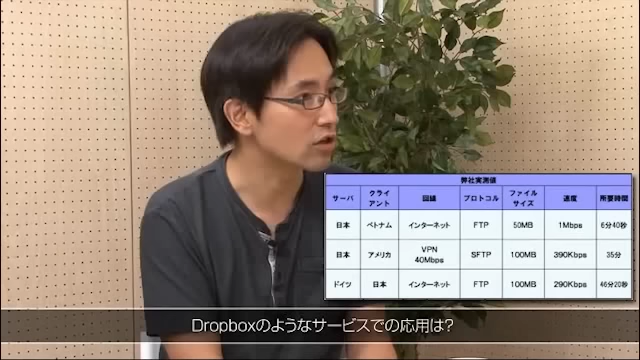 弊社実測値
サーバ クライアント 回線 プロトコル ファイルサイズ 速度 所要時間
日本 ベトナム インターネット FTP 50MB 1Mbps 6分40秒
日本 アメリカ VPN 40Mbps SFTP 100MB 390Kbps 35分
ドイツ 日本 インターネット FTP 100MB 290Kbps 46分20秒
Dropboxのようなサービスでの応用は?